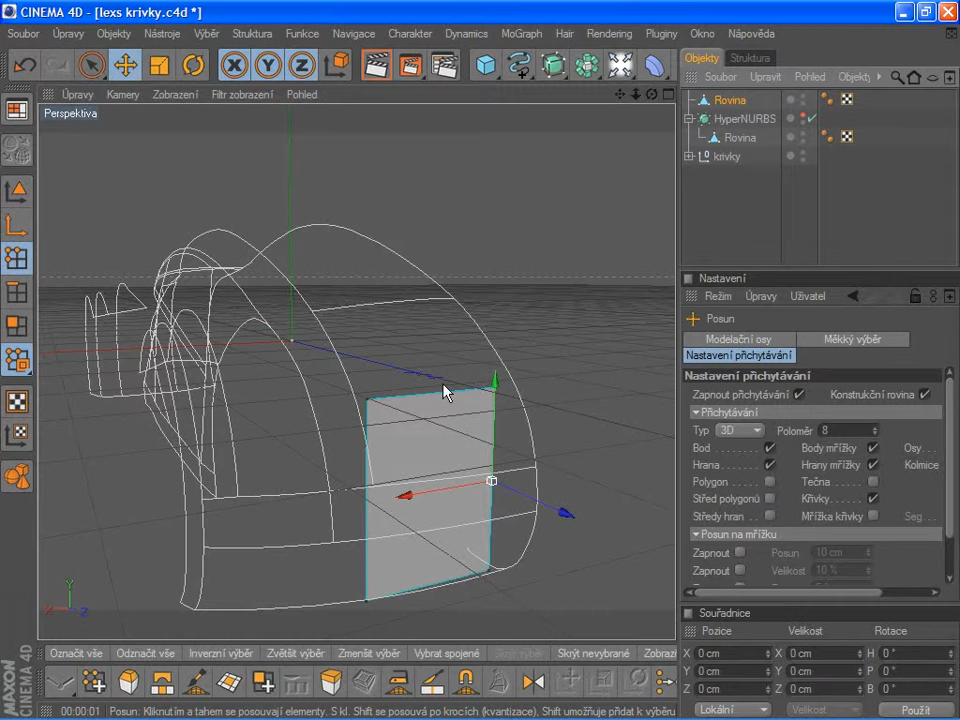 CINEMA 4D - [lexs krivky.c4d *]
Soubor Úpravy Objekty Nástroje Výběr Struktura Funkce Navigace Charakter Dynamics MoGraph Hair Rendering Pluginy Okno Nápověda
X Y Z
Objekty Struktura
Soubor Upravit Pohled Objekty
Úpravy Kamery Zobrazení Filtr zobrazení Pohled
Perspektiva
Rovina
HyperNURBS
Rovina
krivky
Nastavení
Režim Úpravy Uživatel
Posun
Modelační osy Měkký výběr
Nastavení přichytávání
Nastavení přichytávání
Zapnout přichytávání Konstrukční rovina
Přichytávání
Typ 3D Poloměr 8
Bod Body mřížky Osy
Hrana Hrany mřížky Kolmice
Polygon Tečna
Střed polygonů Křivky
Středy hran Mřížka křivky Seg
Posun na mřížku
Zapnout Posun 10 cm
Zapnout Velikost 10 %
Souřadnice
Pozice Velikost Rotace
X 0 cm X 0 cm H 0 °
Y 0 cm Y 0 cm P 0 °
Z 0 cm Z 0 cm B 0 °
Lokální Velikost Použít
Y
X Z
Označit vše Odznačit vše Inverzní výběr Zvětšit výběr Zmenšit výběr Vybrat spojené Skrýt výběr Skrýt nevybrané Zobrazi
MAXON
CINEMA 4D
00:00:01 Posun: Kliknutím a tahem se posouvají elementy. S kl. Shift se posouvá po krocích (kvantizace), Shift umožňuje přidat k výběru